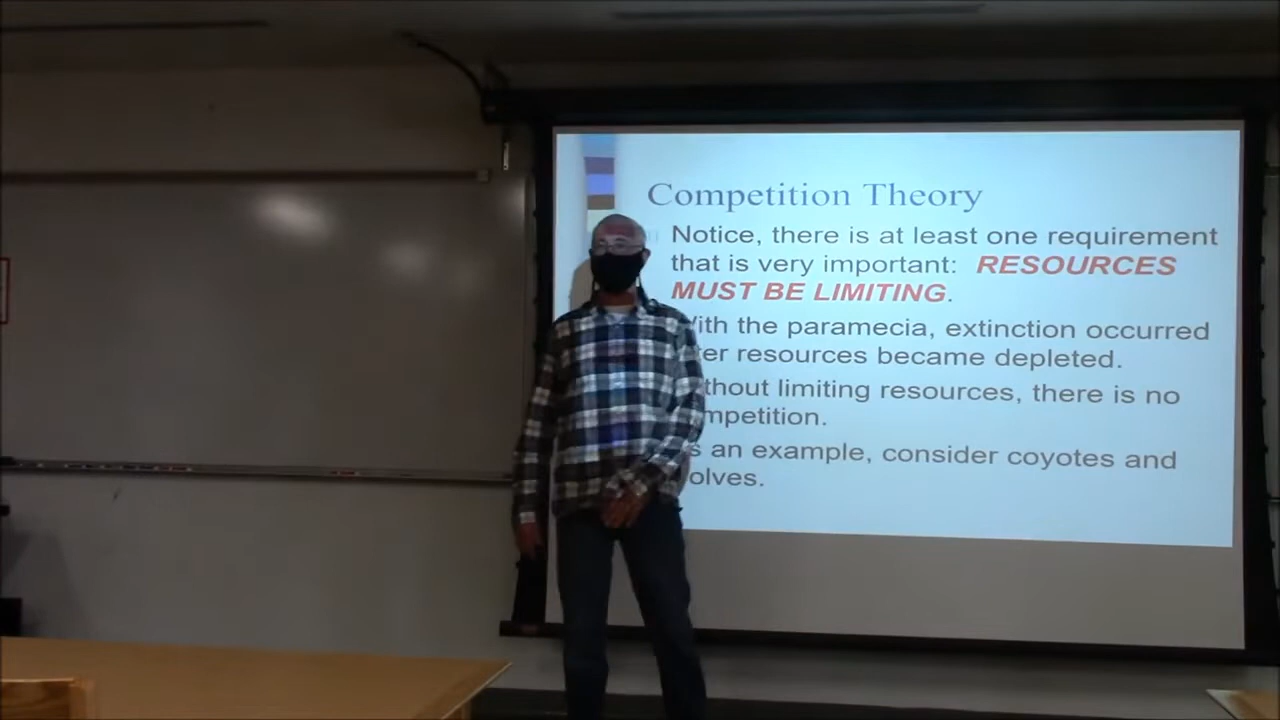 Competition Theory
Notice, there is at least one requirement
that is very important: RESOURCES
MUST BE LIMITING.
ith the paramecia, extinction occurred
er resources became depleted.
thout limiting resources, there is no
mpetition.
s an example, consider coyotes and
olves.